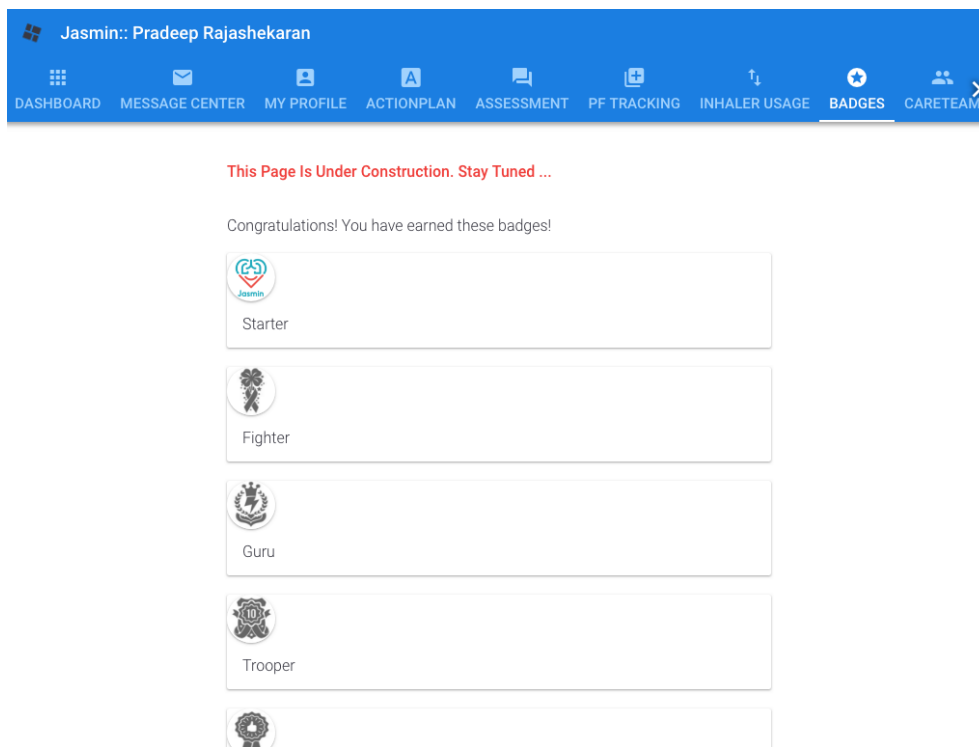 Jasmin:: Pradeep Rajashekaran
DASHBOARD MESSAGE CENTER MY PROFILE ACTIONPLAN ASSESSMENT PF TRACKING INHALER USAGE BADGES CARETEAM
This Page Is Under Construction. Stay Tuned ...
Congratulations! You have earned these badges!
Jasmin
Starter
Fighter
Guru
10
Trooper